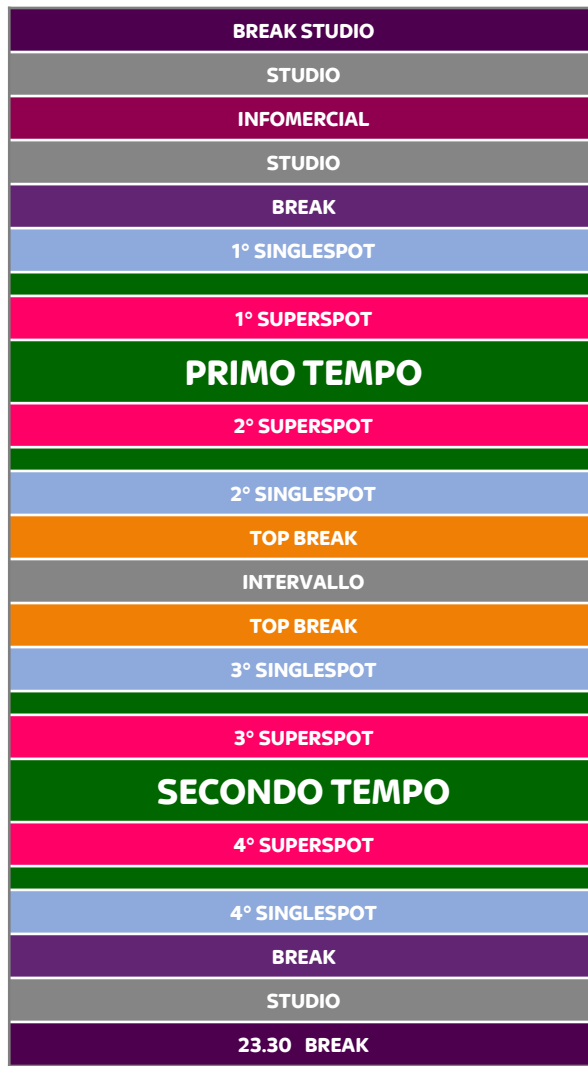 BREAK STUDIO
STUDIO
INFOMERCIAL
STUDIO
BREAK
1° SINGLESPOT
1° SUPERSPOT
PRIMO TEMPO
2° SUPERSPOT
2° SINGLESPOT
TOP BREAK
INTERVALLO
TOP BREAK
3° SINGLESPOT
3° SUPERSPOT
SECONDO TEMPO
4° SUPERSPOT
4° SINGLESPOT
BREAK
STUDIO
23.30 BREAK